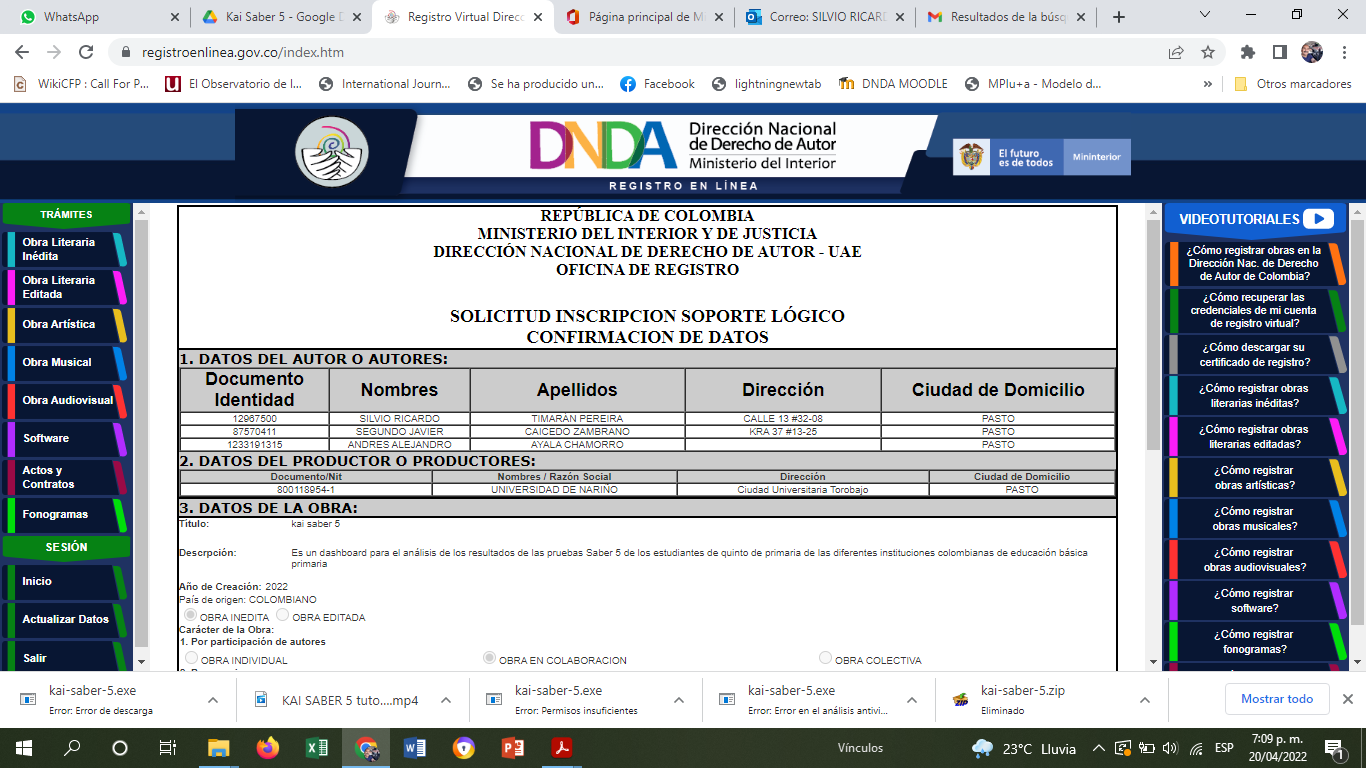 WhatsApp
Kai Saber 5 - Google D
Registro Virtual Direcc
Página principal de Mi
Correo: SILVIO RICARD
Resultados de la búsqu
registroenlinea.gov.co/index.htm
WikiCFP : Call For P...
El Observatorio de l...
International Journ...
Se ha producido un...
Facebook
lightningnewtab
DNDA MOODLE
MPIu+a - Modelo d...
»
Otros marcadores
DNDA
Dirección Nacional
de Derecho de Autor
Ministerio del Interior
REGISTRO EN LÍNEA
El futuro
es de todos
Mininterior
TRÁMITES
Obra Literaria
Inédita
Obra Literaria
Editada
Obra Artística
Obra Musical
Obra Audiovisual
Software
Actos y
Contratos
Fonogramas
SESIÓN
Inicio
Actualizar Datos
Salir
REPÚBLICA DE COLOMBIA
MINISTERIO DEL INTERIOR Y DE JUSTICIA
DIRECCIÓN NACIONAL DE DERECHO DE AUTOR - UAE
OFICINA DE REGISTRO
SOLICITUD INSCRIPCION SOPORTE LÓGICO
CONFIRMACION DE DATOS
1. DATOS DEL AUTOR O AUTORES:
Documento Identidad Nombres Apellidos Dirección Ciudad de Domicilio
12967500 SILVIO RICARDO TIMARÁN PEREIRA CALLE 13 #32-08 PASTO
87570411 SEGUNDO JAVIER CAICEDO ZAMBRANO KRA 37 #13-25 PASTO
1233191315 ANDRES ALEJANDRO AYALA CHAMORRO PASTO
2. DATOS DEL PRODUCTOR O PRODUCTORES:
Documento/Nit Nombres / Razón Social Dirección Ciudad de Domicilio
800118954-1 UNIVERSIDAD DE NARIÑO Ciudad Universitaria Torobajo PASTO
3. DATOS DE LA OBRA:
Titulo: kai saber 5
Descrpción: Es un dashboard para el análisis de los resultados de las pruebas Saber 5 de los estudiantes de quinto de primaria de las diferentes instituciones colombianas de educación básica
primaria
Año de Creación: 2022
País de origen: COLOMBIANO
OBRA INEDITA OBRA EDITADA
Carácter de la Obra:
1. Por participación de autores
OBRA INDIVIDUAL OBRA EN COLABORACION OBRA COLECTIVA
VIDEOTUTORIALES
¿Cómo registrar obras en la
Dirección Nac. de Derecho
de Autor de Colombia?
¿Cómo recuperar las
credenciales de mi cuenta
de registro virtual?
¿Cómo descargar su
certificado de registro?
¿Cómo registrar obras
literarias inéditas?
¿Cómo registrar obras
literarias editadas?
¿Cómo registrar
obras artísticas?
¿Cómo registrar
obras musicales?
¿Cómo registrar
obras audiovisuales?
¿Cómo registrar
software?
¿Cómo registrar
fonogramas?
kai-saber-5.exe
Error: Error de descarga
KAI SABER 5 tuto....mp4
kai-saber-5.exe
Error: Permisos insuficientes
kai-saber-5.exe
Error: Error en el análisis antivi...
kai-saber-5.zip
Eliminado
Mostrar todo
Vínculos
23°C Lluvia
ESP
7:09 p. m.
20/04/2022
1